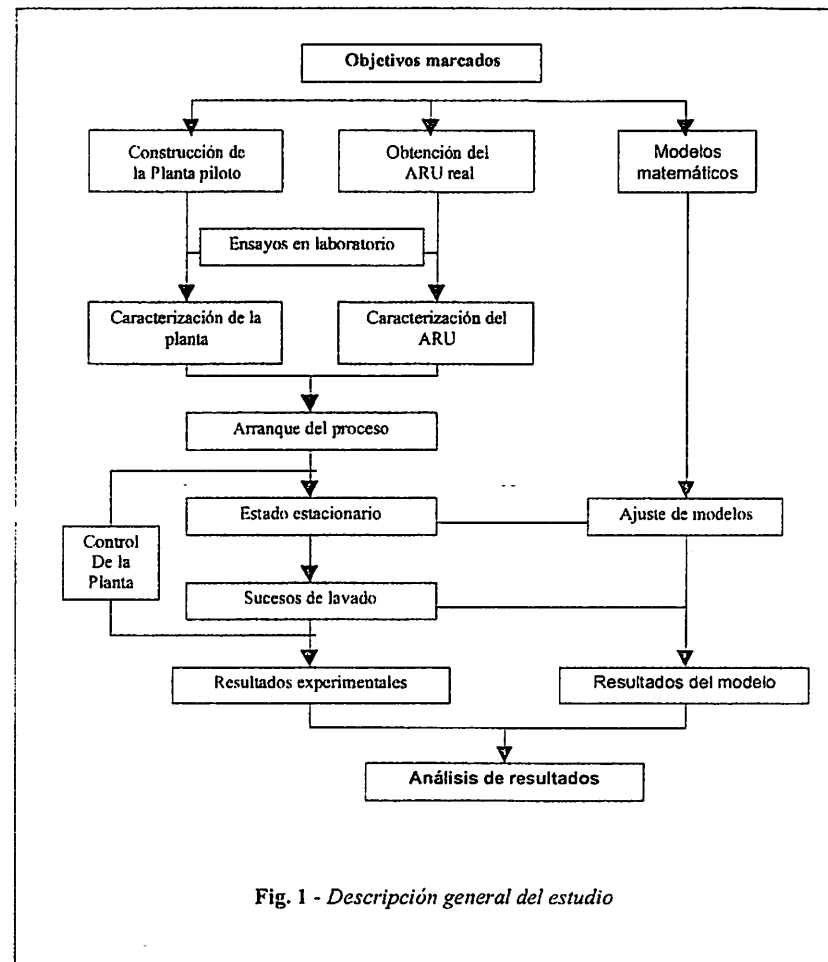 Objetivos marcados
Construcción de
la Planta piloto
Obtención del
ARU real
Modelos
matemáticos
Ensayos en laboratorio
Caracterización de la
planta
Caracterización del
ARU
Arranque del proceso
Estado estacionario
Ajuste de modelos
Control
De la
Planta
Sucesos de lavado
Resultados experimentales
Resultados del modelo
Análisis de resultados
Fig. 1 - Descripción general del estudio